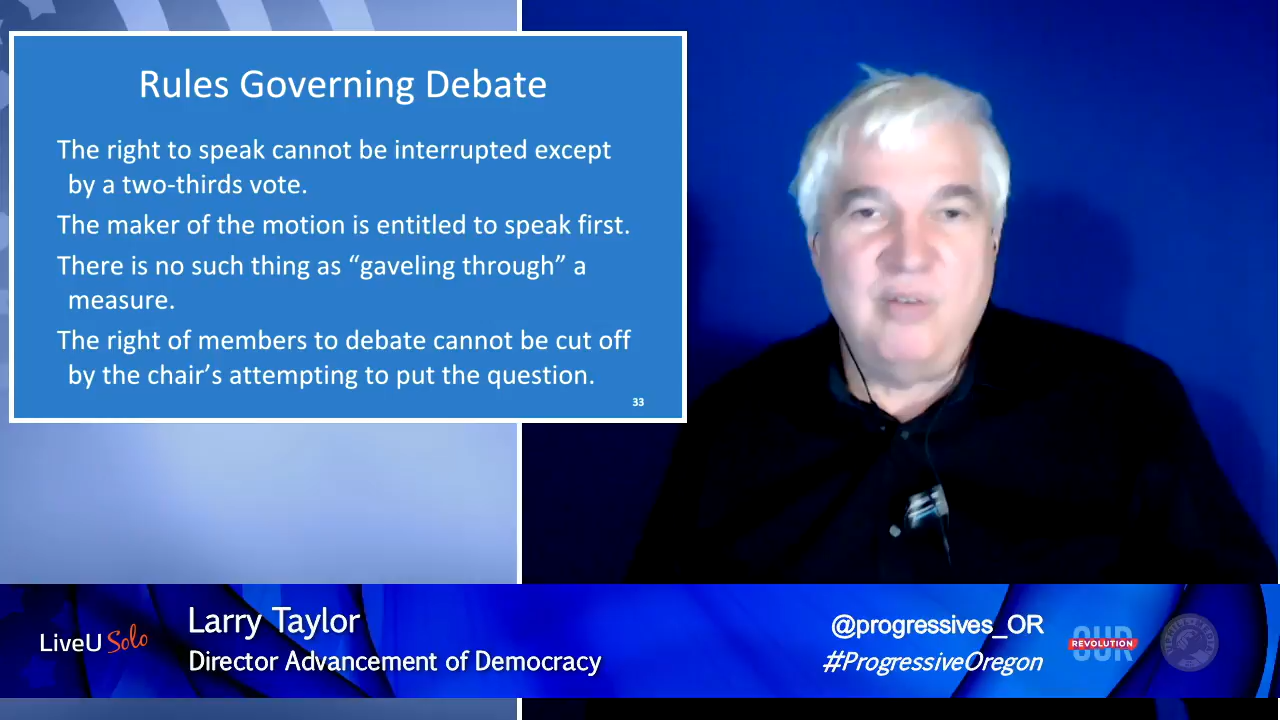 Rules Governing Debate
The right to speak cannot be interrupted except
by a two-thirds vote.
The maker of the motion is entitled to speak first.
There is no such thing as “gaveling through” a
measure.
The right of members to debate cannot be cut off
by the chair’s attempting to put the question.
33
LiveU Solo
Larry Taylor
Director Advancement of Democracy
@progressives_OR
#ProgressiveOregon
OUR
REVOLUTION